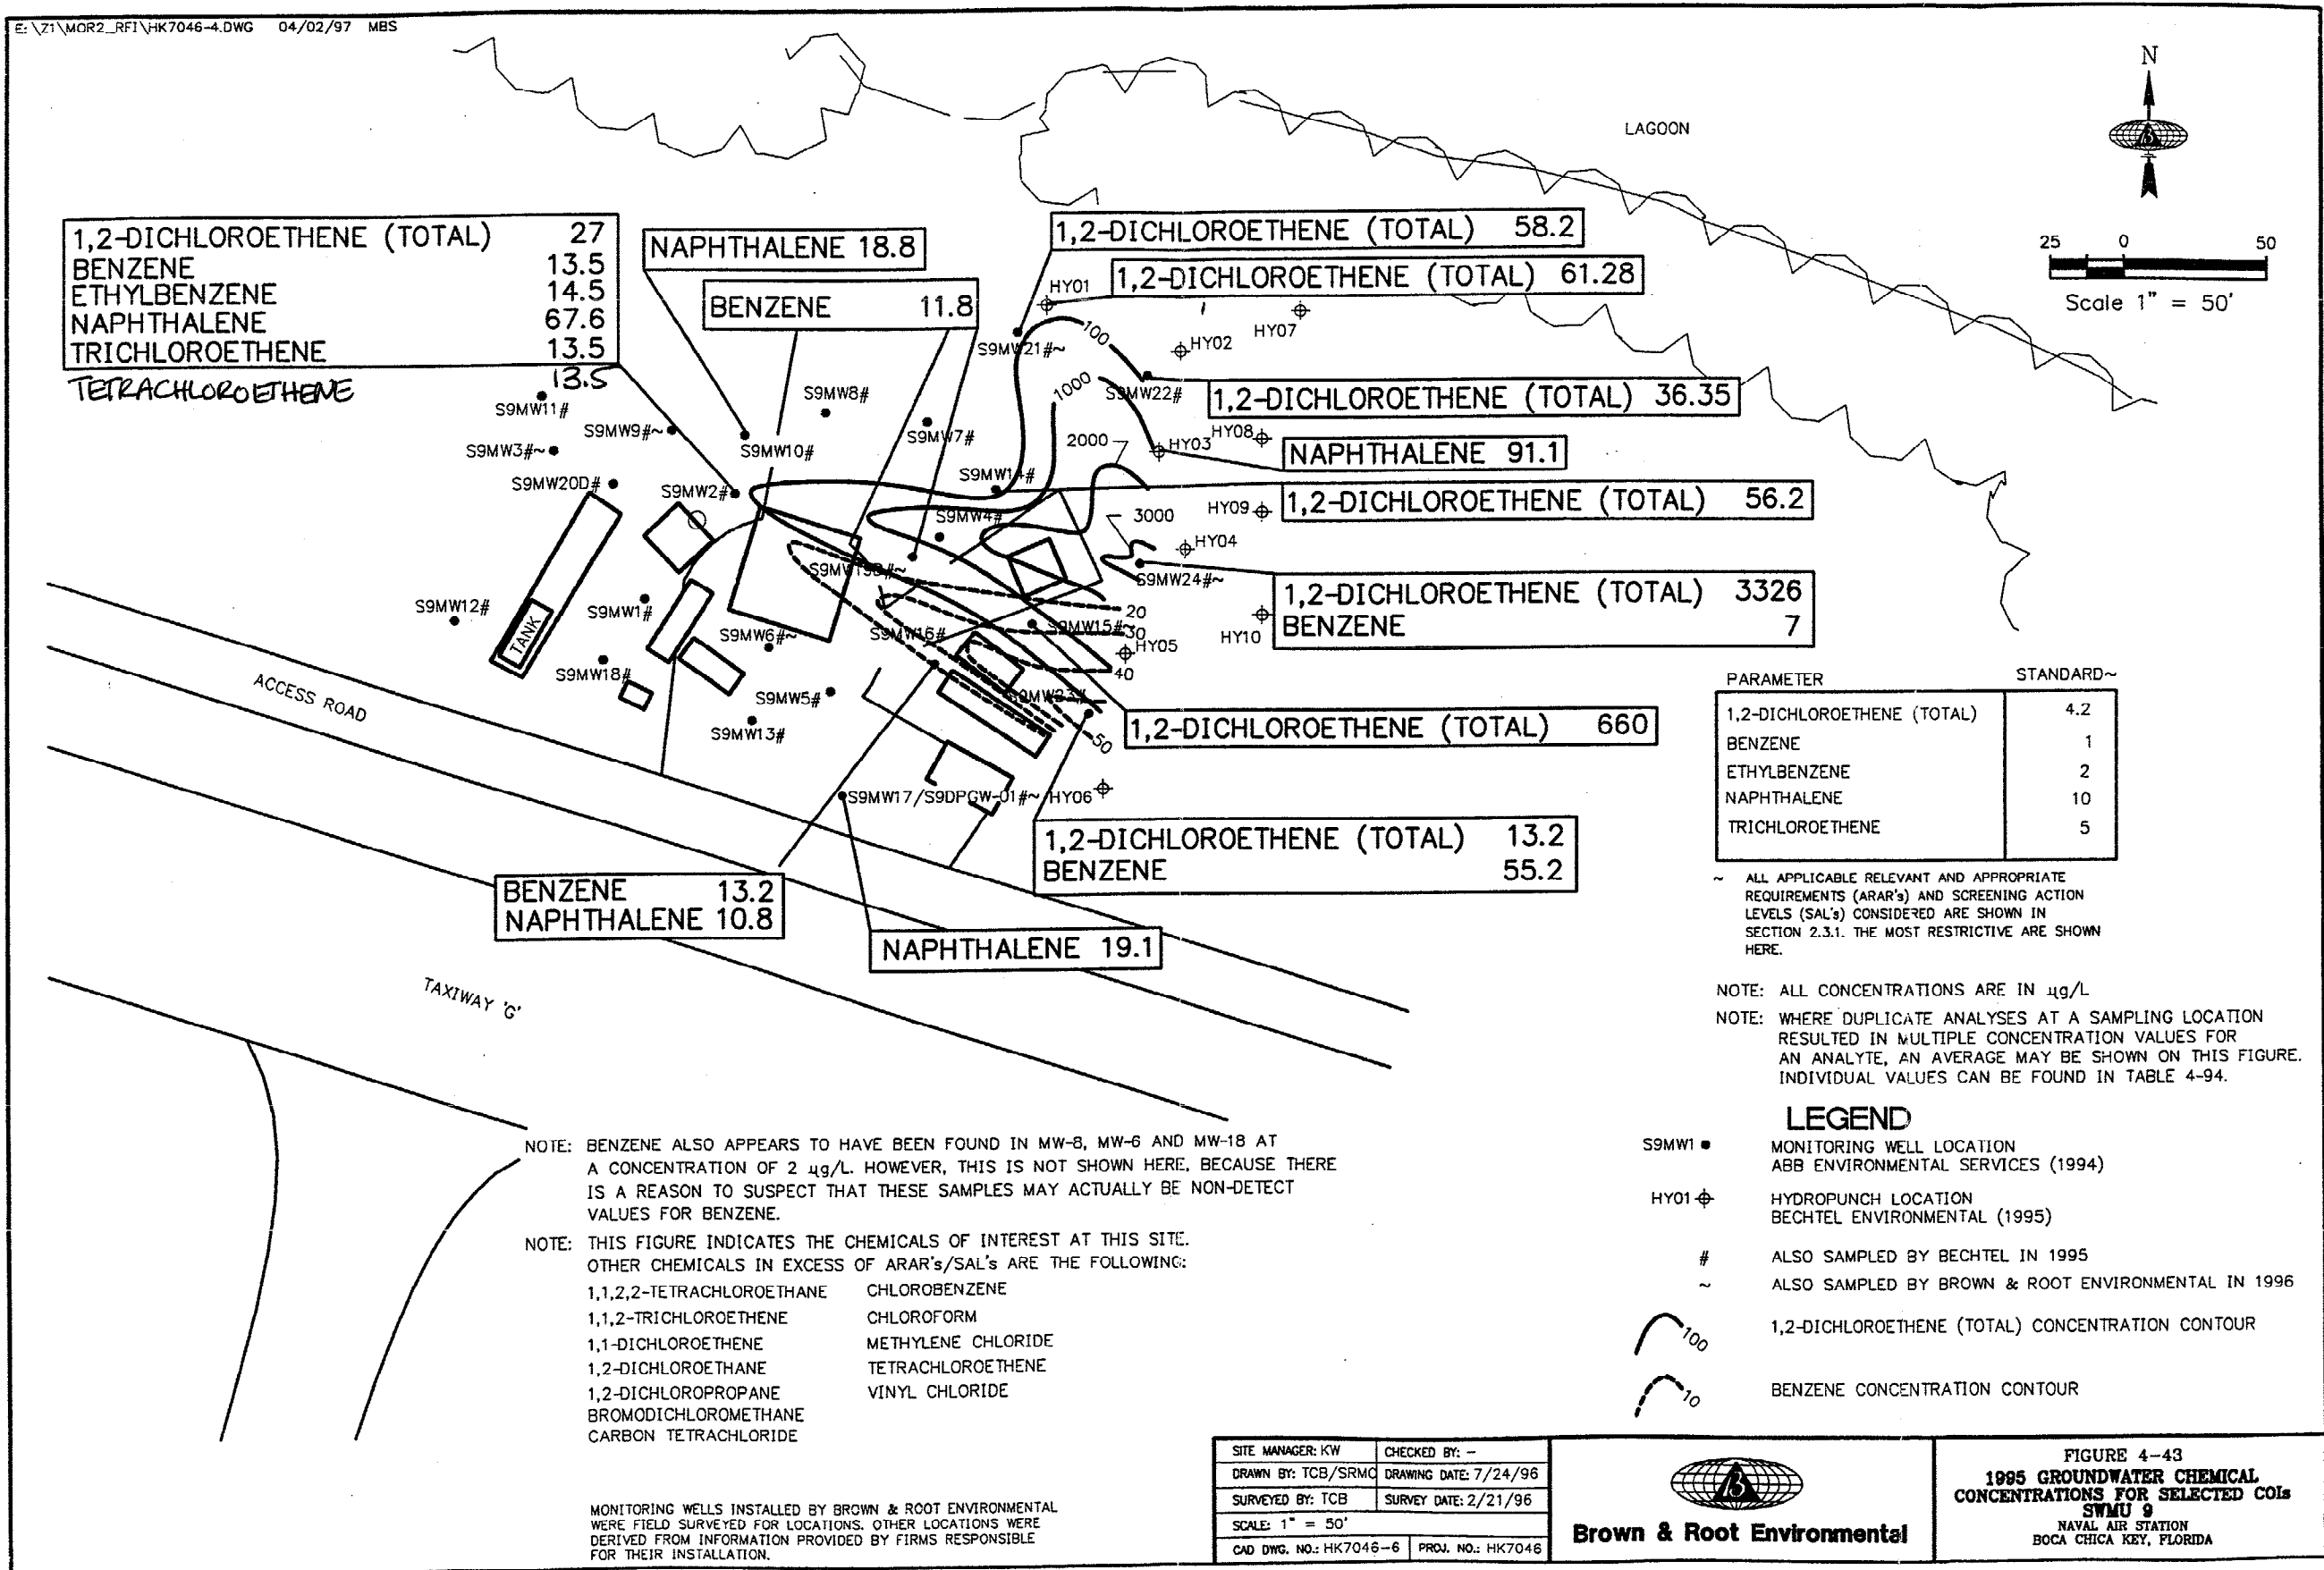 E:\Z1\MOR2_RFI\HK7046-4.DWG 04/02/97 MBS
N
LAGOON
25 0 50
Scale 1" = 50'
1,2-DICHLOROETHENE (TOTAL) 27
BENZENE 13.5
ETHYLBENZENE 14.5
NAPHTHALENE 67.6
TRICHLOROETHENE 13.5
TETRACHLOROETHENE 13.5
NAPHTHALENE 18.8
BENZENE 11.8
1,2-DICHLOROETHENE (TOTAL) 58.2
1,2-DICHLOROETHENE (TOTAL) 61.28
1,2-DICHLOROETHENE (TOTAL) 36.35
NAPHTHALENE 91.1
1,2-DICHLOROETHENE (TOTAL) 56.2
1,2-DICHLOROETHENE (TOTAL) 3326
BENZENE 7
1,2-DICHLOROETHENE (TOTAL) 660
1,2-DICHLOROETHENE (TOTAL) 13.2
BENZENE 55.2
BENZENE 13.2
NAPHTHALENE 10.8
NAPHTHALENE 19.1
HY01
HY07
HY02
S9MW21#~
100
1000
S9MW22#
S9MW8#
S9MW11#
S9MW9#~
S9MW10#
S9MW7#
2000
HY03
HY08
S9MW3#~
S9MW14#
S9MW20D#
S9MW2#
S9MW4#
3000
HY09
HY04
S9MW19D#~
S9MW24#~
S9MW12#
S9MW1#
TANK
S9MW6#~
S9MW16#
S9MW15#~
20
30
HY05
HY10
40
S9MW18#
S9MW5#
S9MW23#
S9MW13#
50
S9MW17/S9DPGW-01#~
HY06
ACCESS ROAD
TAXIWAY 'G'
PARAMETER STANDARD~
1,2-DICHLOROETHENE (TOTAL) 4.2
BENZENE 1
ETHYLBENZENE 2
NAPHTHALENE 10
TRICHLOROETHENE 5
~ ALL APPLICABLE RELEVANT AND APPROPRIATE
REQUIREMENTS (ARAR's) AND SCREENING ACTION
LEVELS (SAL's) CONSIDERED ARE SHOWN IN
SECTION 2.3.1. THE MOST RESTRICTIVE ARE SHOWN
HERE.
NOTE: ALL CONCENTRATIONS ARE IN µg/L
NOTE: WHERE DUPLICATE ANALYSES AT A SAMPLING LOCATION
RESULTED IN MULTIPLE CONCENTRATION VALUES FOR
AN ANALYTE, AN AVERAGE MAY BE SHOWN ON THIS FIGURE.
INDIVIDUAL VALUES CAN BE FOUND IN TABLE 4-94.
LEGEND
S9MW1 MONITORING WELL LOCATION
ABB ENVIRONMENTAL SERVICES (1994)
HY01 HYDROPUNCH LOCATION
BECHTEL ENVIRONMENTAL (1995)
# ALSO SAMPLED BY BECHTEL IN 1995
~ ALSO SAMPLED BY BROWN & ROOT ENVIRONMENTAL IN 1996
100 1,2-DICHLOROETHENE (TOTAL) CONCENTRATION CONTOUR
10 BENZENE CONCENTRATION CONTOUR
NOTE: BENZENE ALSO APPEARS TO HAVE BEEN FOUND IN MW-8, MW-6 AND MW-18 AT
A CONCENTRATION OF 2 µg/L. HOWEVER, THIS IS NOT SHOWN HERE, BECAUSE THERE
IS A REASON TO SUSPECT THAT THESE SAMPLES MAY ACTUALLY BE NON-DETECT
VALUES FOR BENZENE.
NOTE: THIS FIGURE INDICATES THE CHEMICALS OF INTEREST AT THIS SITE.
OTHER CHEMICALS IN EXCESS OF ARAR's/SAL's ARE THE FOLLOWING:
1,1,2,2-TETRACHLOROETHANE CHLOROBENZENE
1,1,2-TRICHLOROETHENE CHLOROFORM
1,1-DICHLOROETHENE METHYLENE CHLORIDE
1,2-DICHLOROETHANE TETRACHLOROETHENE
1,2-DICHLOROPROPANE VINYL CHLORIDE
BROMODICHLOROMETHANE
CARBON TETRACHLORIDE
MONITORING WELLS INSTALLED BY BROWN & ROOT ENVIRONMENTAL
WERE FIELD SURVEYED FOR LOCATIONS. OTHER LOCATIONS WERE
DERIVED FROM INFORMATION PROVIDED BY FIRMS RESPONSIBLE
FOR THEIR INSTALLATION.
SITE MANAGER: KW CHECKED BY: -
DRAWN BY: TCB/SRMC DRAWING DATE: 7/24/96
SURVEYED BY: TCB SURVEY DATE: 2/21/96
SCALE: 1" = 50'
CAD DWG. NO.: HK7046-6 PROJ. NO.: HK7046
Brown & Root Environmental
FIGURE 4-43
1995 GROUNDWATER CHEMICAL
CONCENTRATIONS FOR SELECTED COIs
SWMU 9
NAVAL AIR STATION
BOCA CHICA KEY, FLORIDA